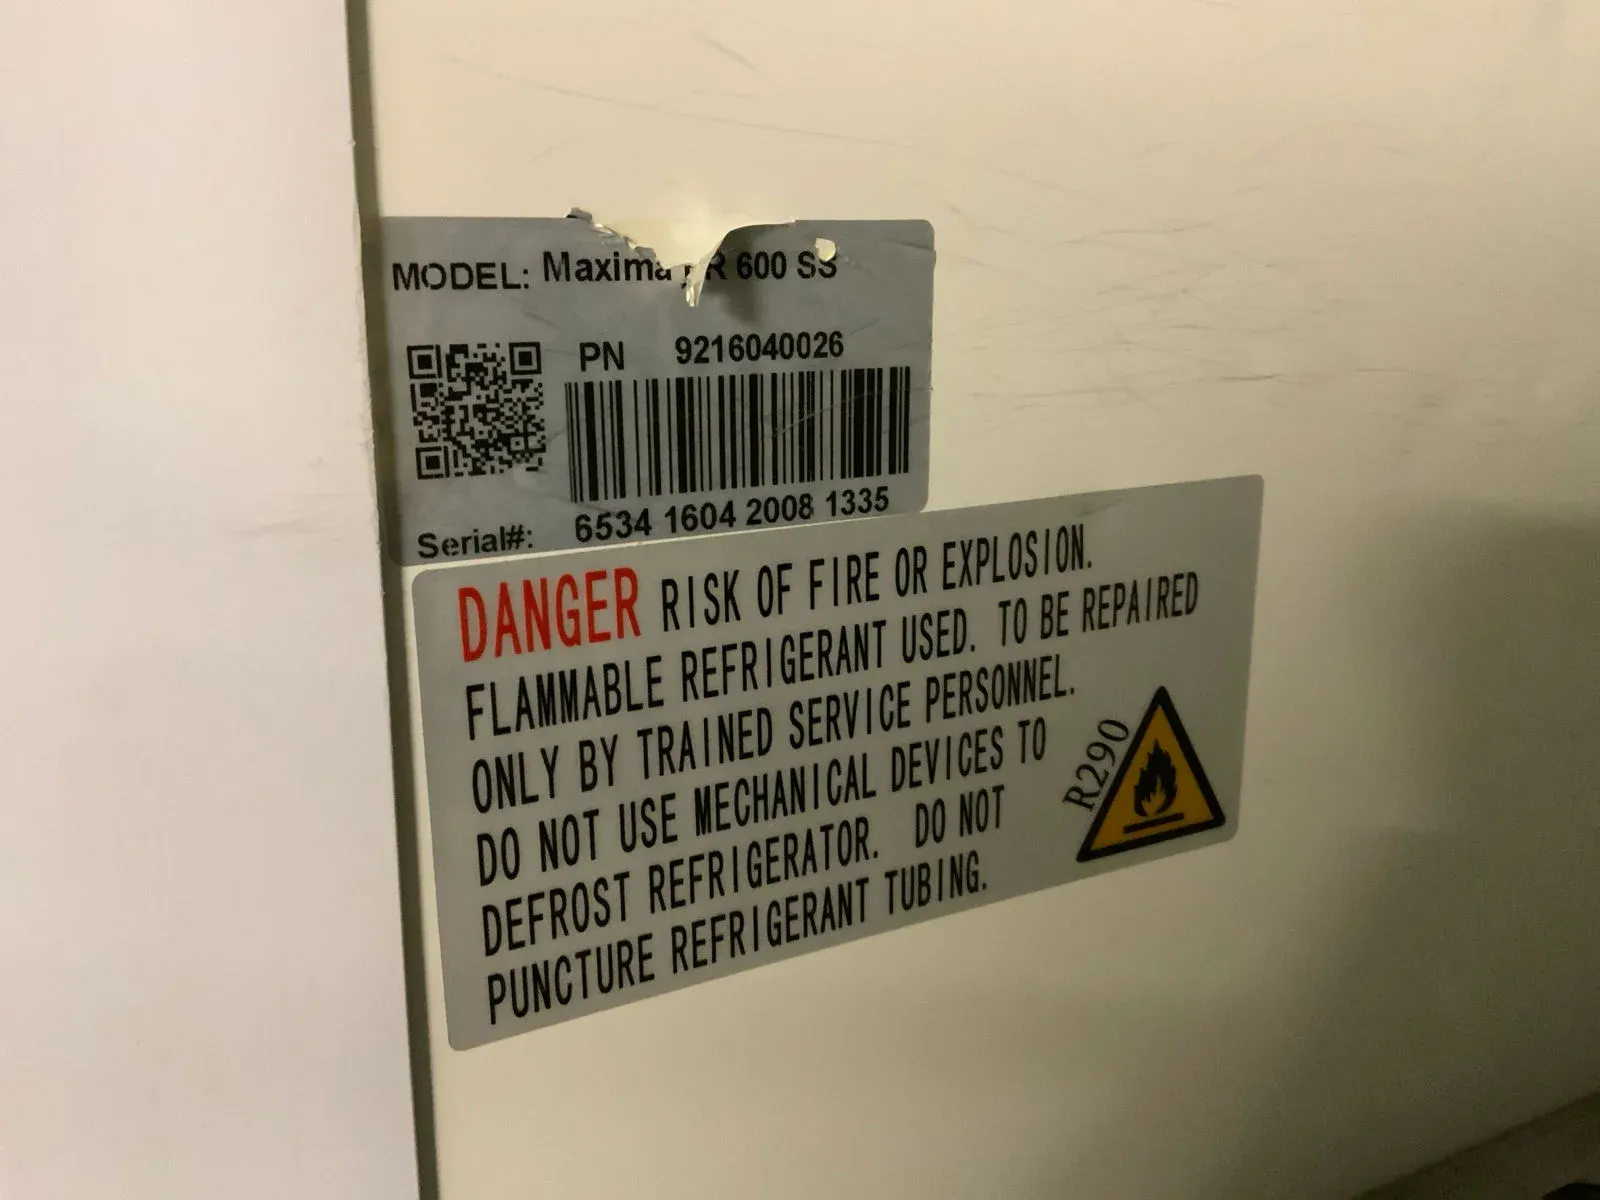 MODEL: Maxima 600 SS
PN 9216040026
Serial#: 6534 1604 2008 1335
DANGER RISK OF FIRE OR EXPLOSION.
FLAMMABLE REFRIGERANT USED. TO BE REPAIRED
ONLY BY TRAINED SERVICE PERSONNEL.
DO NOT USE MECHANICAL DEVICES TO
DEFROST REFRIGERATOR. DO NOT
PUNCTURE REFRIGERANT TUBING.
R290